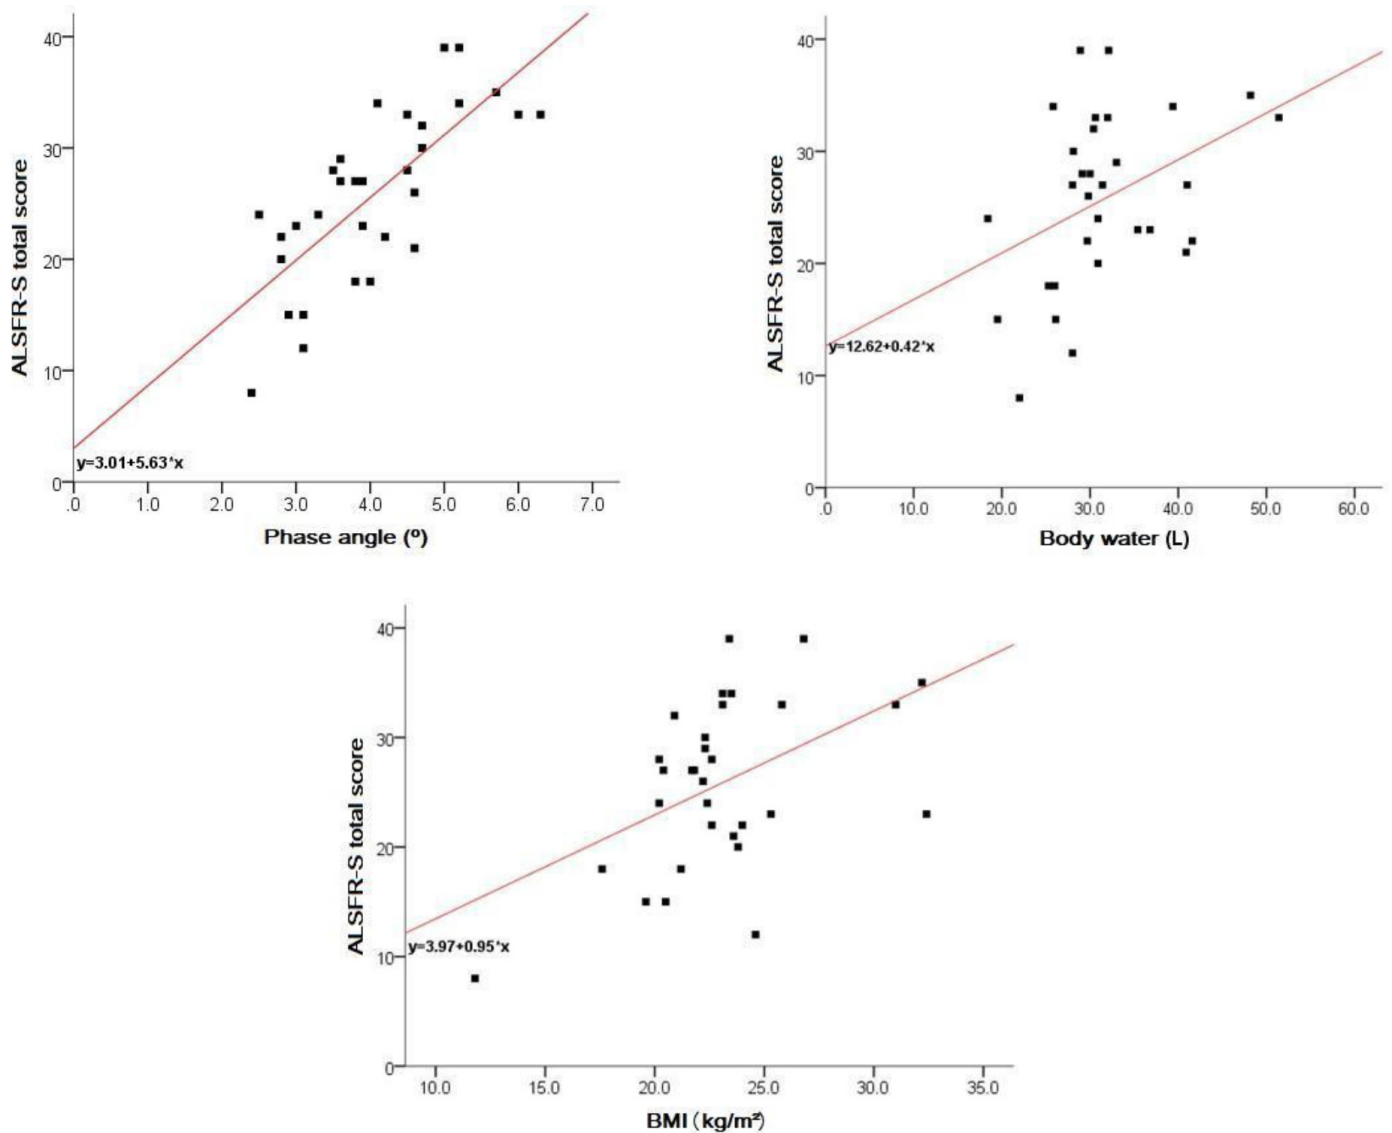 40
30
20
10
0
ALSFR-S total score
y=3.01+5.63*x
.0 1.0 2.0 3.0 4.0 5.0 6.0 7.0
Phase angle (º)
40
30
20
10
0
ALSFR-S total score
y=12.62+0.42*x
.0 10.0 20.0 30.0 40.0 50.0 60.0
Body water (L)
40
30
20
10
0
ALSFR-S total score
y=3.97+0.95*x
10.0 15.0 20.0 25.0 30.0 35.0
BMI (kg/m²)